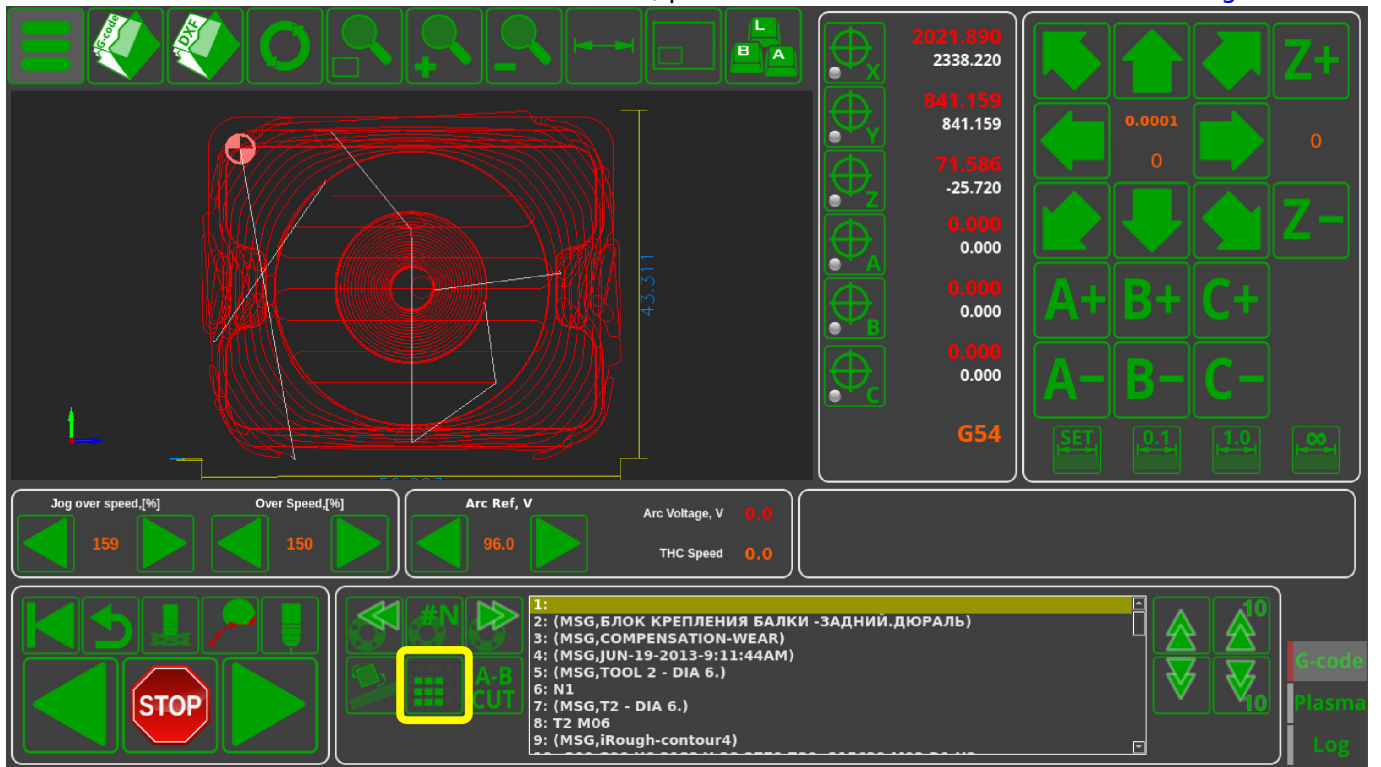 G-code
DXF
L
B A
X
2021.890
2338.220
Y
841.159
841.159
Z
71.586
-25.720
A
0.000
0.000
B
0.000
0.000
C
0.000
0.000
G54
43.311
Z+
0.0001
0
0
Z-
A+ B+ C+
A- B- C-
SET 0.1 1.0 ∞
Jog over speed,[%] Over Speed,[%]
159 150
Arc Ref, V
96.0
Arc Voltage, V 0.0
THC Speed 0.0
STOP
#N
A-B
CUT
1:
2: (MSG,БЛОК КРЕПЛЕНИЯ БАЛКИ -ЗАДНИЙ.ДЮРАЛЬ)
3: (MSG,COMPENSATION-WEAR)
4: (MSG,JUN-19-2013-9:11:44AM)
5: (MSG,TOOL 2 - DIA 6.)
6: N1
7: (MSG,T2 - DIA 6.)
8: T2 M06
9: (MSG,iRough-contour4)
10
10
G-code
Plasma
Log